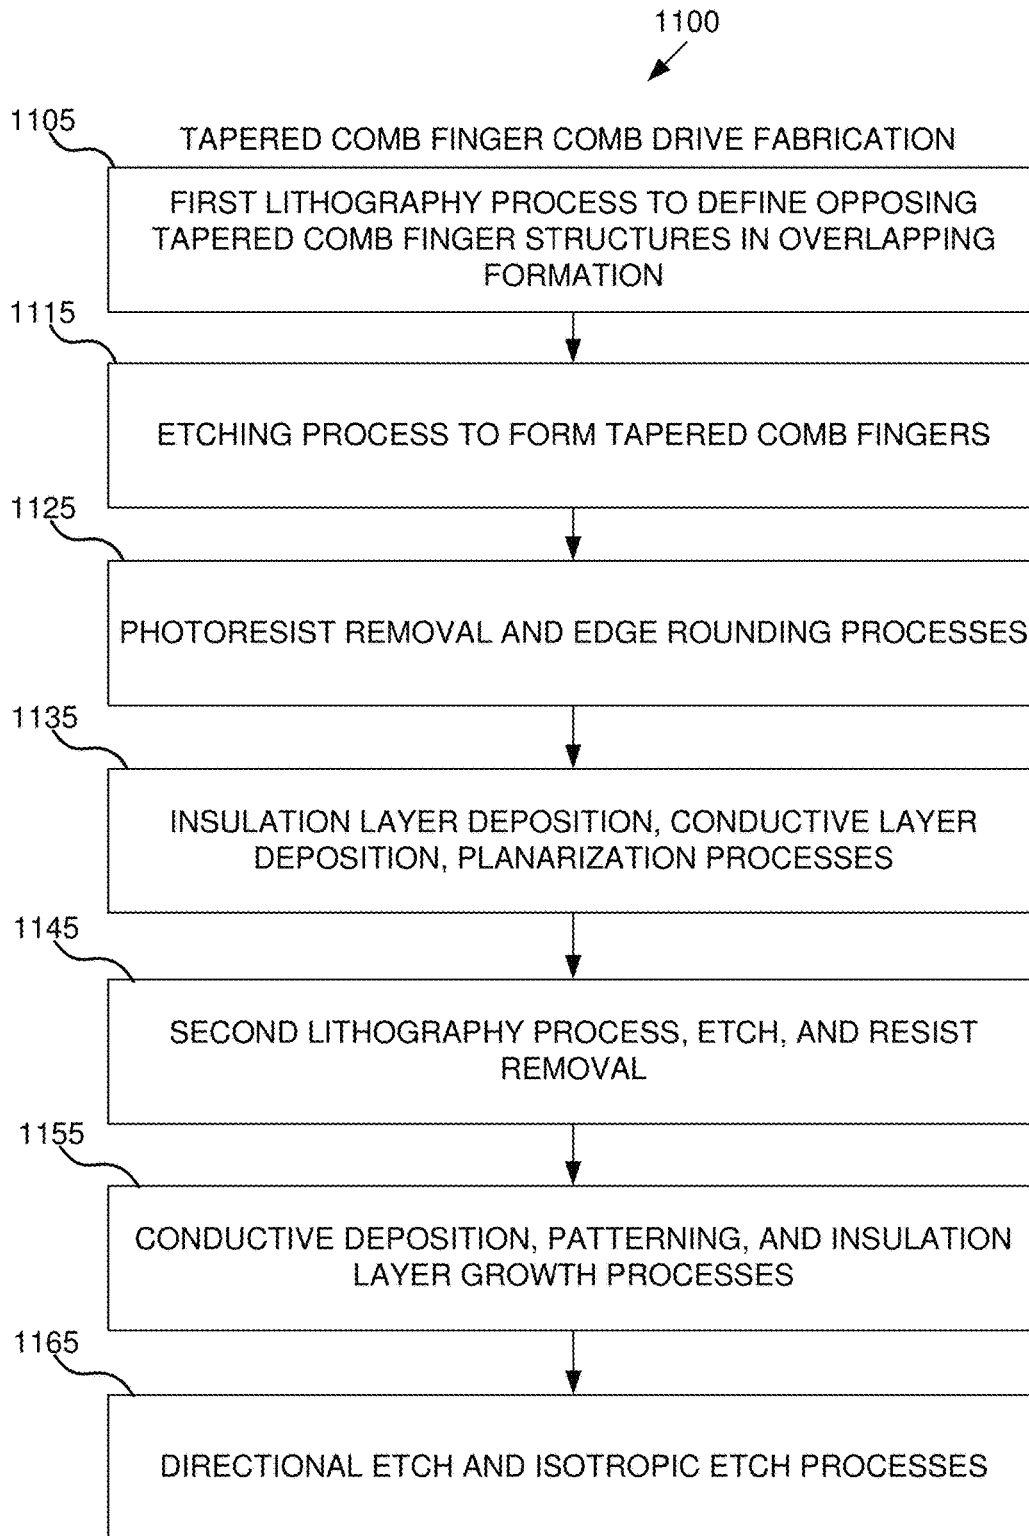 1100
1105
TAPERED COMB FINGER COMB DRIVE FABRICATION
FIRST LITHOGRAPHY PROCESS TO DEFINE OPPOSING
TAPERED COMB FINGER STRUCTURES IN OVERLAPPING
FORMATION
1115
ETCHING PROCESS TO FORM TAPERED COMB FINGERS
1125
PHOTORESIST REMOVAL AND EDGE ROUNDING PROCESSES
1135
INSULATION LAYER DEPOSITION, CONDUCTIVE LAYER
DEPOSITION, PLANARIZATION PROCESSES
1145
SECOND LITHOGRAPHY PROCESS, ETCH, AND RESIST
REMOVAL
1155
CONDUCTIVE DEPOSITION, PATTERNING, AND INSULATION
LAYER GROWTH PROCESSES
1165
DIRECTIONAL ETCH AND ISOTROPIC ETCH PROCESSES